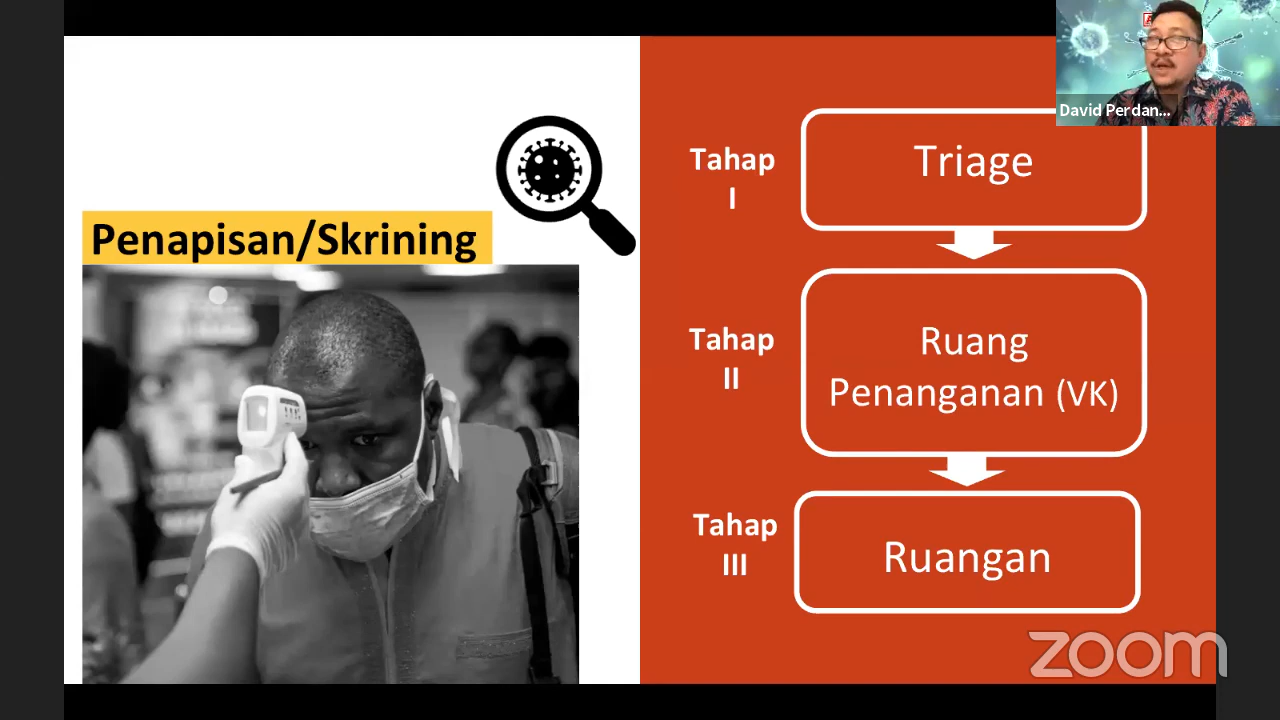 David Perdan...
Penapisan/Skrining
Tahap
I
Triage
Tahap
II
Ruang
Penanganan (VK)
Tahap
III
Ruangan
zoom